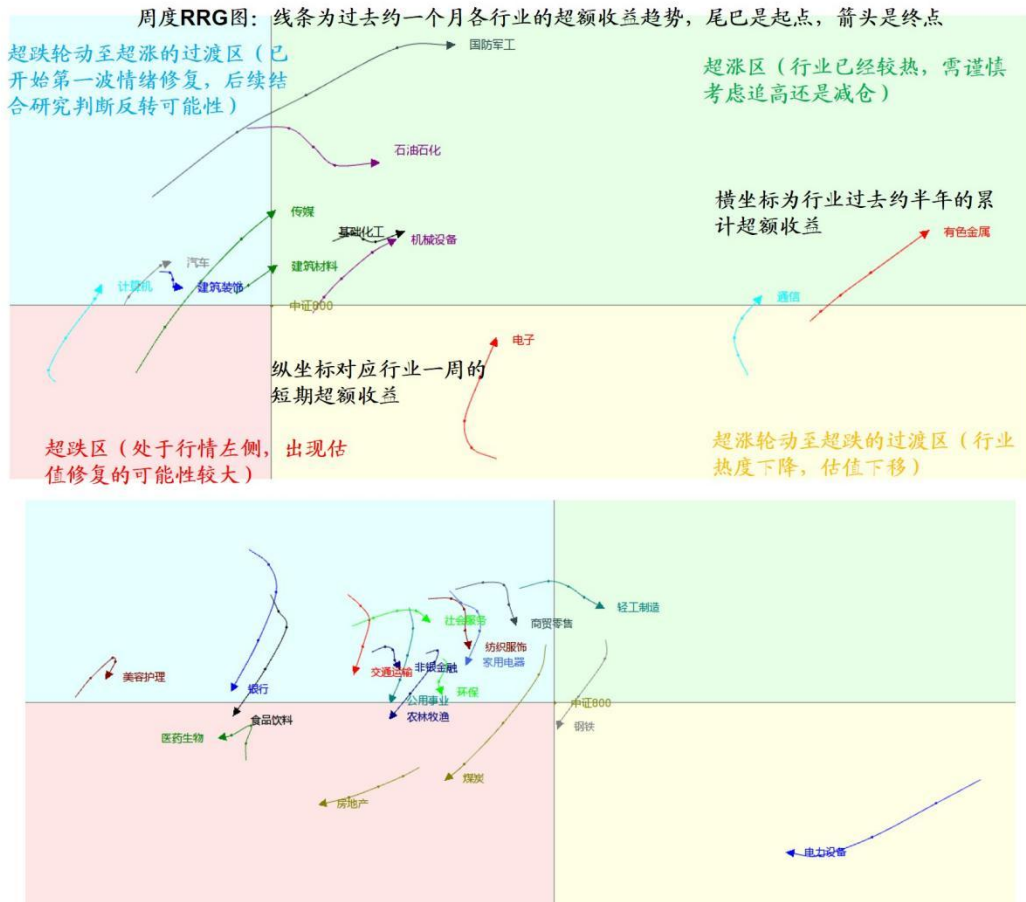 周度RRG图：线条为过去约一个月各行业的超额收益趋势，尾巴是起点，箭头是终点
超跌轮动至超涨的过渡区（已
开始第一波情绪修复，后续结
合研究判断反转可能性）
国防军工
超涨区（行业已经较热，需谨慎
考虑追高还是减仓）
石油石化
横坐标为行业过去约半年的累
计超额收益
传媒
基础化工
机械设备
有色金属
汽车
建筑材料
计算机
建筑装饰
中证800
通信
电子
纵坐标对应行业一周的
短期超额收益
超跌区（处于行情左侧，出现估
值修复的可能性较大）
超涨轮动至超跌的过渡区（行业
热度下降，估值下移）
轻工制造
社会服务
商贸零售
纺织服饰
家用电器
美容护理
交通运输
非银金融
银行
环保
公用事业
中证800
食品饮料
农林牧渔
钢铁
医药生物
煤炭
房地产
电力设备